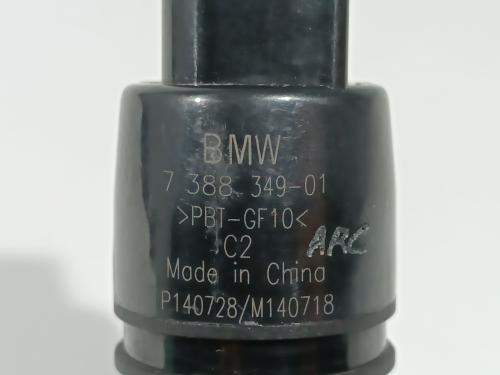 BMW
7 388 349-01
>PBT-GF10<
C2 ARC
Made in China
P140728/M140718